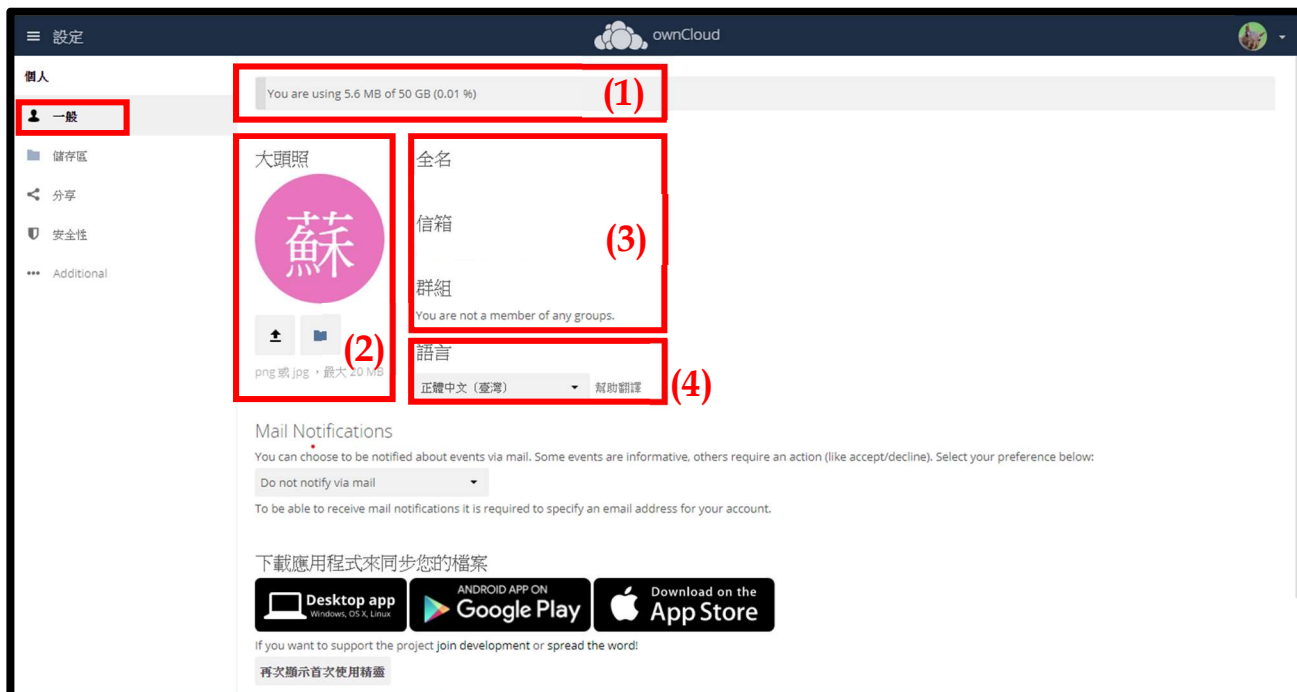 設定
ownCloud
個人
一般
儲存區
分享
安全性
Additional
You are using 5.6 MB of 50 GB (0.01 %)
(1)
大頭照
蘇
(2)
png 或 jpg ，最大 20 MB
全名
信箱
(3)
群組
You are not a member of any groups.
語言
正體中文（臺灣）
幫助翻譯
(4)
Mail Notifications
You can choose to be notified about events via mail. Some events are informative, others require an action (like accept/decline). Select your preference below:
Do not notify via mail
To be able to receive mail notifications it is required to specify an email address for your account.
下載應用程式來同步您的檔案
Desktop app
Windows, OS X, Linux
ANDROID APP ON
Google Play
Download on the
App Store
If you want to support the project join development or spread the word!
再次顯示首次使用精靈